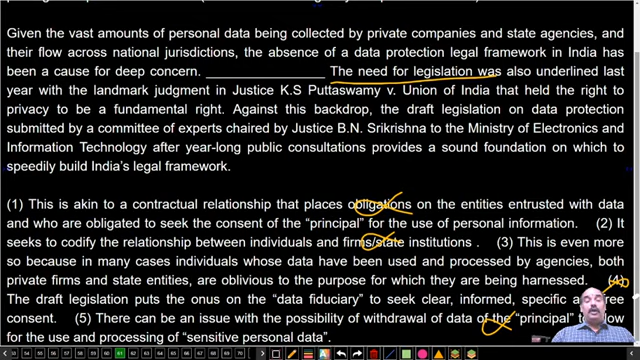 Given the vast amounts of personal data being collected by private companies and state agencies, and
their flow across national jurisdictions, the absence of a data protection legal framework in India has
been a cause for deep concern. ____________________ The need for legislation was also underlined last
year with the landmark judgment in Justice K.S Puttaswamy v. Union of India that held the right to
privacy to be a fundamental right. Against this backdrop, the draft legislation on data protection
submitted by a committee of experts chaired by Justice B.N. Srikrishna to the Ministry of Electronics and
Information Technology after year-long public consultations provides a sound foundation on which to
speedily build India's legal framework.
(1) This is akin to a contractual relationship that places obligations on the entities entrusted with data
and who are obligated to seek the consent of the "principal" for the use of personal information. (2) It
seeks to codify the relationship between individuals and firms/state institutions . (3) This is even more
so because in many cases individuals whose data have been used and processed by agencies, both
private firms and state entities, are oblivious to the purpose for which they are being harnessed. (4)
The draft legislation puts the onus on the "data fiduciary" to seek clear, informed, specific and
consent. (5) There can be an issue with the possibility of withdrawal of data of the "principal" to
for the use and processing of "sensitive personal data".